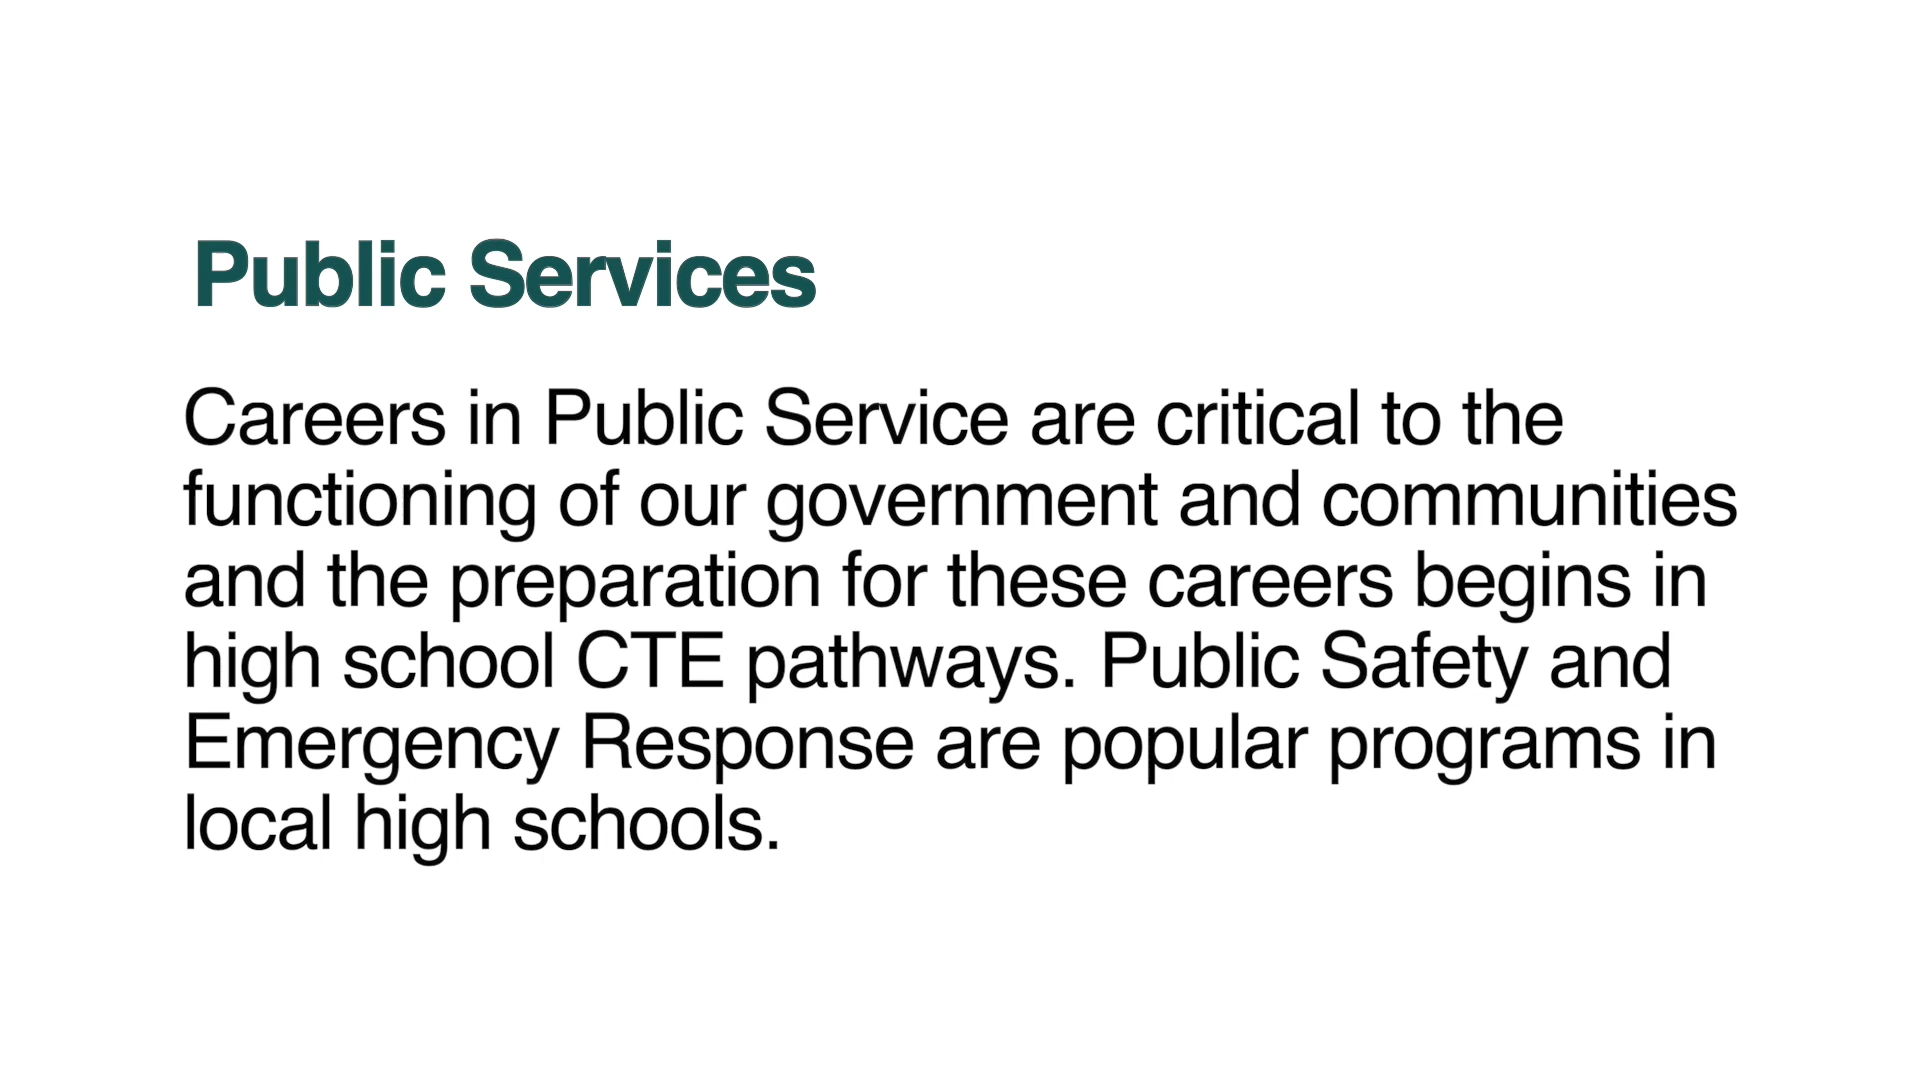 Public Services
Careers in Public Service are critical to the
functioning of our government and communities
and the preparation for these careers begins in
high school CTE pathways. Public Safety and
Emergency Response are popular programs in
local high schools.